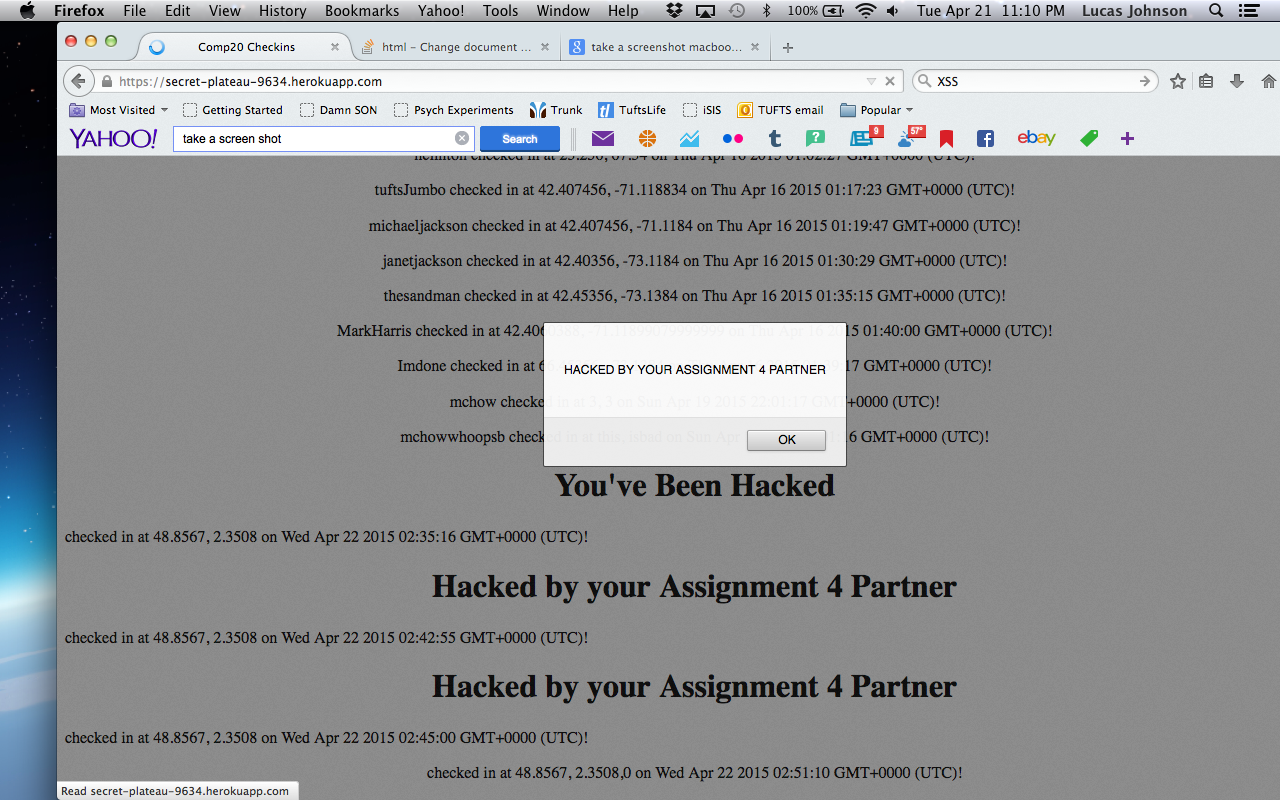 Firefox File Edit View History Bookmarks Yahoo! Tools Window Help 100% Tue Apr 21 11:10 PM Lucas Johnson
Comp20 Checkins html - Change document ... take a screenshot macboo...
https://secret-plateau-9634.herokuapp.com XSS
Most Visited Getting Started Damn SON Psych Experiments Trunk TuftsLife iSIS TUFTS email Popular
YAHOO! take a screen shot Search 9 57° ebay
checked in at on Thu Apr 16 2015 01:02:27 GMT+0000 (UTC)!
tuftsJumbo checked in at 42.407456, -71.118834 on Thu Apr 16 2015 01:17:23 GMT+0000 (UTC)!
michaeljackson checked in at 42.407456, -71.1184 on Thu Apr 16 2015 01:19:47 GMT+0000 (UTC)!
janetjackson checked in at 42.40356, -73.1184 on Thu Apr 16 2015 01:30:29 GMT+0000 (UTC)!
thesandman checked in at 42.45356, -73.1384 on Thu Apr 16 2015 01:35:15 GMT+0000 (UTC)!
MarkHarris checked in at on Thu Apr 16 2015 01:40:00 GMT+0000 (UTC)!
Imdone checked in at GMT+0000 (UTC)!
HACKED BY YOUR ASSIGNMENT 4 PARTNER
mchow checked in at 3, 3 on Sun Apr 19 2015 22:01:17 GMT+0000 (UTC)!
mchowwhoopsb checked in at on Sun Apr GMT+0000 (UTC)!
OK
You've Been Hacked
checked in at 48.8567, 2.3508 on Wed Apr 22 2015 02:35:16 GMT+0000 (UTC)!
Hacked by your Assignment 4 Partner
checked in at 48.8567, 2.3508 on Wed Apr 22 2015 02:42:55 GMT+0000 (UTC)!
Hacked by your Assignment 4 Partner
checked in at 48.8567, 2.3508 on Wed Apr 22 2015 02:45:00 GMT+0000 (UTC)!
checked in at 48.8567, 2.3508,0 on Wed Apr 22 2015 02:51:10 GMT+0000 (UTC)!
Read secret-plateau-9634.herokuapp.com